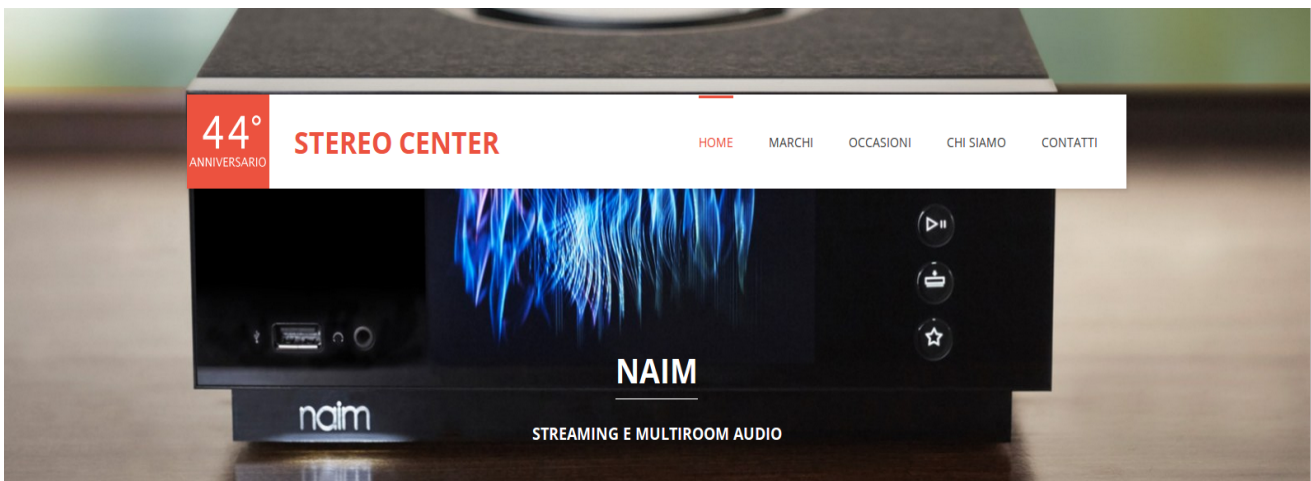 44°
ANNIVERSARIO
STEREO CENTER
HOME MARCHI OCCASIONI CHI SIAMO CONTATTI
NAIM
naim
STREAMING E MULTIROOM AUDIO